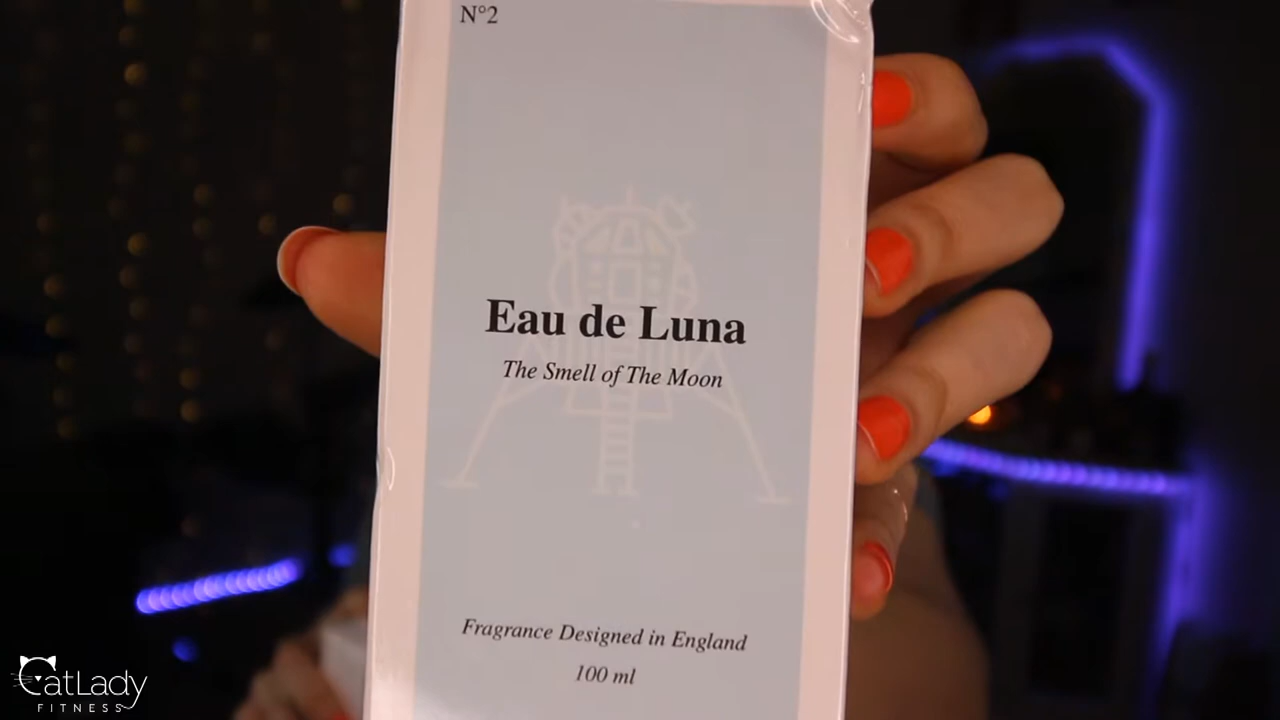 N°2
Eau de Luna
The Smell of The Moon
Fragrance Designed in England
100 ml
CatLady
FITNESS